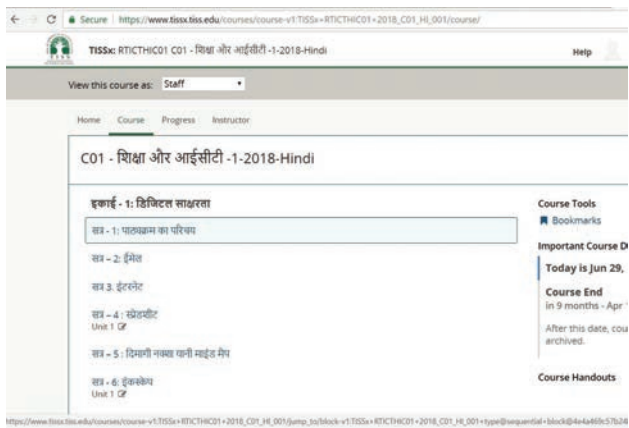 Secure | https://www.tissx.tiss.edu/courses/course-v1:TISSx+RTICTHIC01+2018_C01_HI_001/course/
TISSx: RTICTHIC01 C01 - शिक्षा और आईसीटी -1-2018-Hindi
Help
View this course as: Staff
Home Course Progress Instructor
C01 - शिक्षा और आईसीटी -1-2018-Hindi
इकाई - 1: डिजिटल साक्षरता
सत्र - 1: पाठ्यक्रम का परिचय
सत्र – 2: ईमेल
सत्र 3. इंटरनेट
सत्र – 4 : स्प्रेडशीट
Unit 1
सत्र – 5 : दिमागी नक्शा यानी माइंड मैप
सत्र - 6: इंकस्केप
Unit 1
Course Tools
Bookmarks
Important Course
Today is Jun 29,
Course End
in 9 months - Apr
After this date,
archived.
Course Handouts